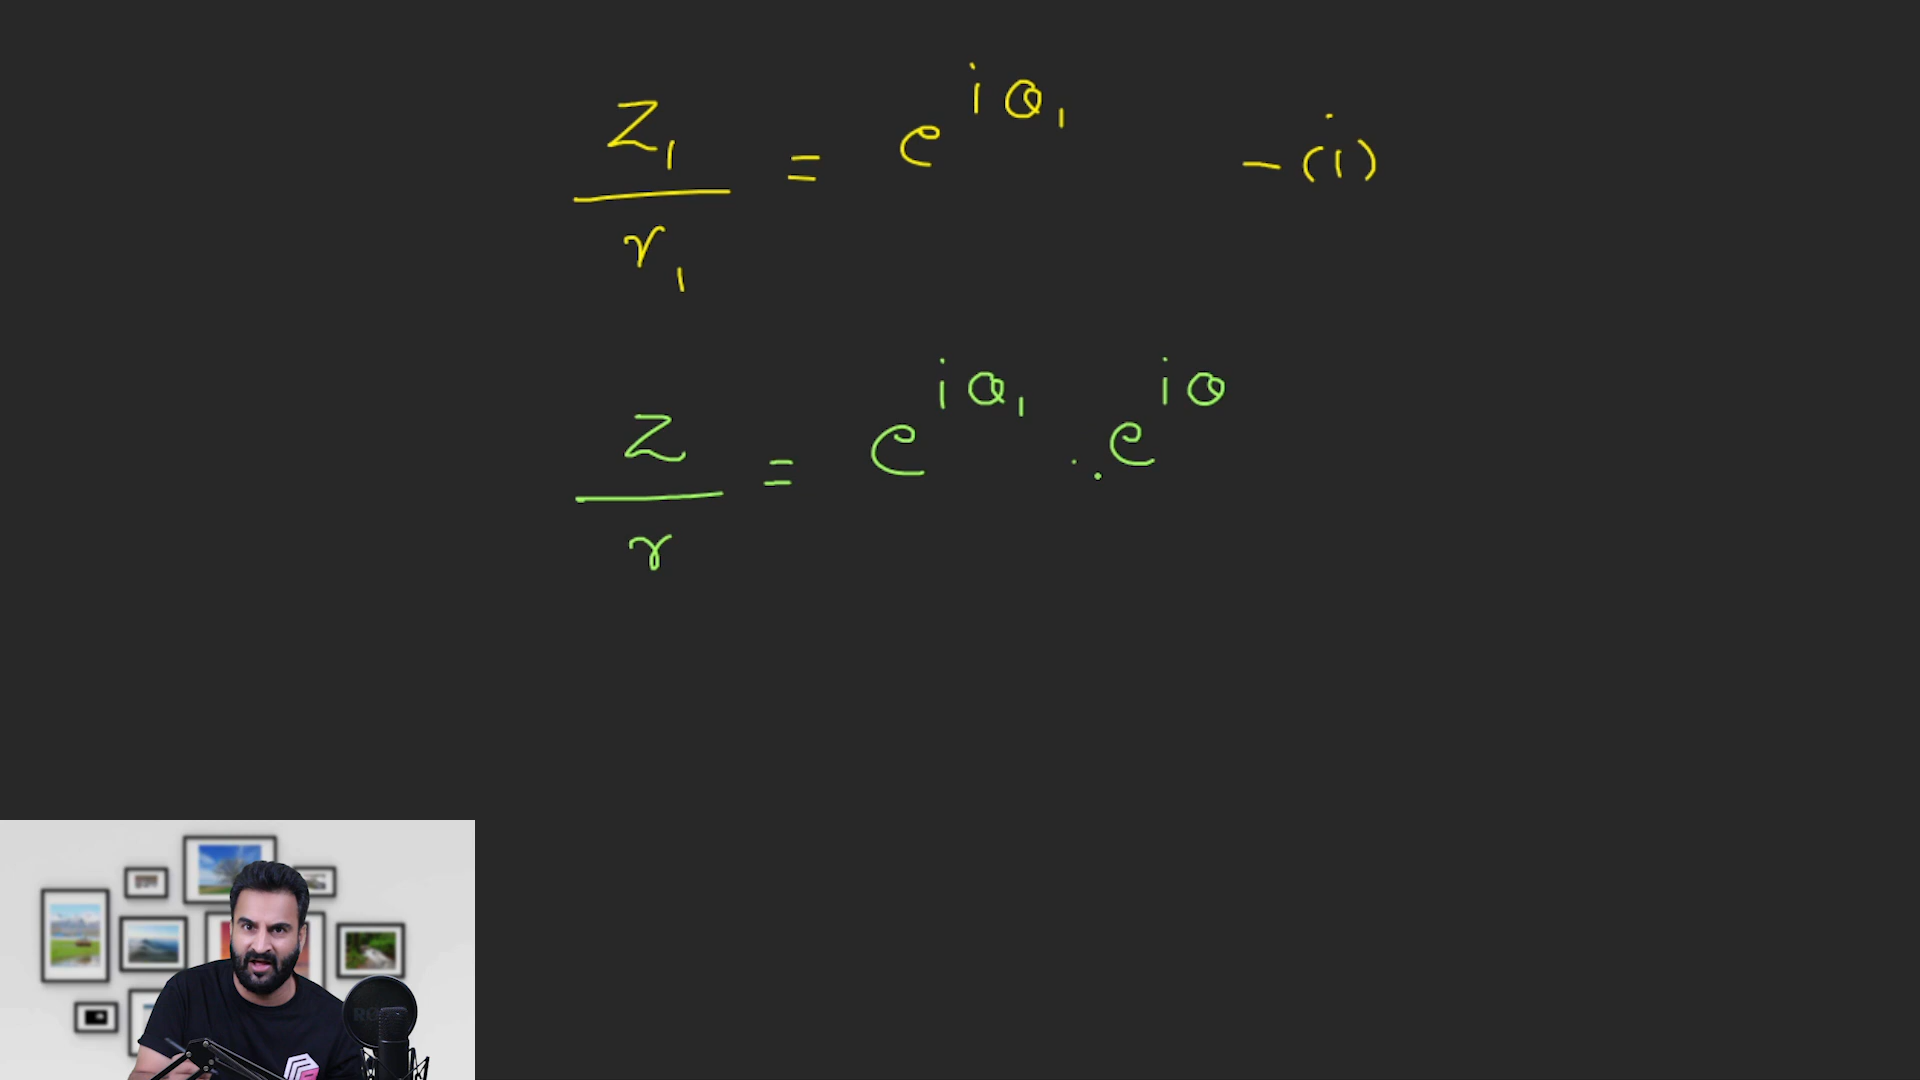 z₁/r₁ = e^{iθ₁} – (i)
z/r = e^{iθ₁} · e^{iθ}